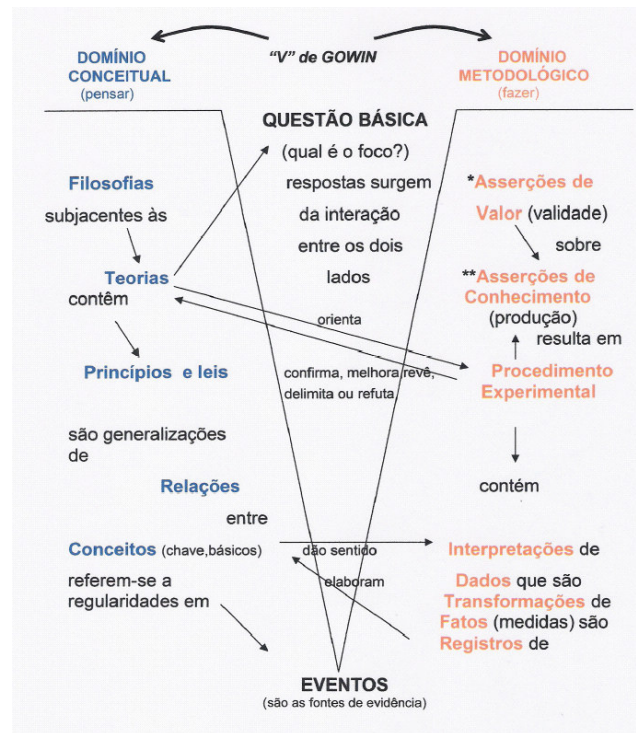 "V" de GOWIN
DOMÍNIO
CONCEITUAL
(pensar)
DOMÍNIO
METODOLÓGICO
(fazer)
QUESTÃO BÁSICA
(qual é o foco?)
respostas surgem
da interação
entre os dois
lados
Filosofias
subjacentes às
Teorias
contêm
Princípios e leis
são generalizações
de
Relações
entre
Conceitos (chave,básicos)
referem-se a
regularidades em
orienta
confirma, melhora,revê,
delimita ou refuta,
dão sentido
elaboram
*Asserções de
Valor (validade)
sobre
**Asserções de
Conhecimento
(produção)
resulta em
Procedimento
Experimental
contém
Interpretações de
Dados que são
Transformações de
Fatos (medidas) são
Registros de
EVENTOS
(são as fontes de evidência)